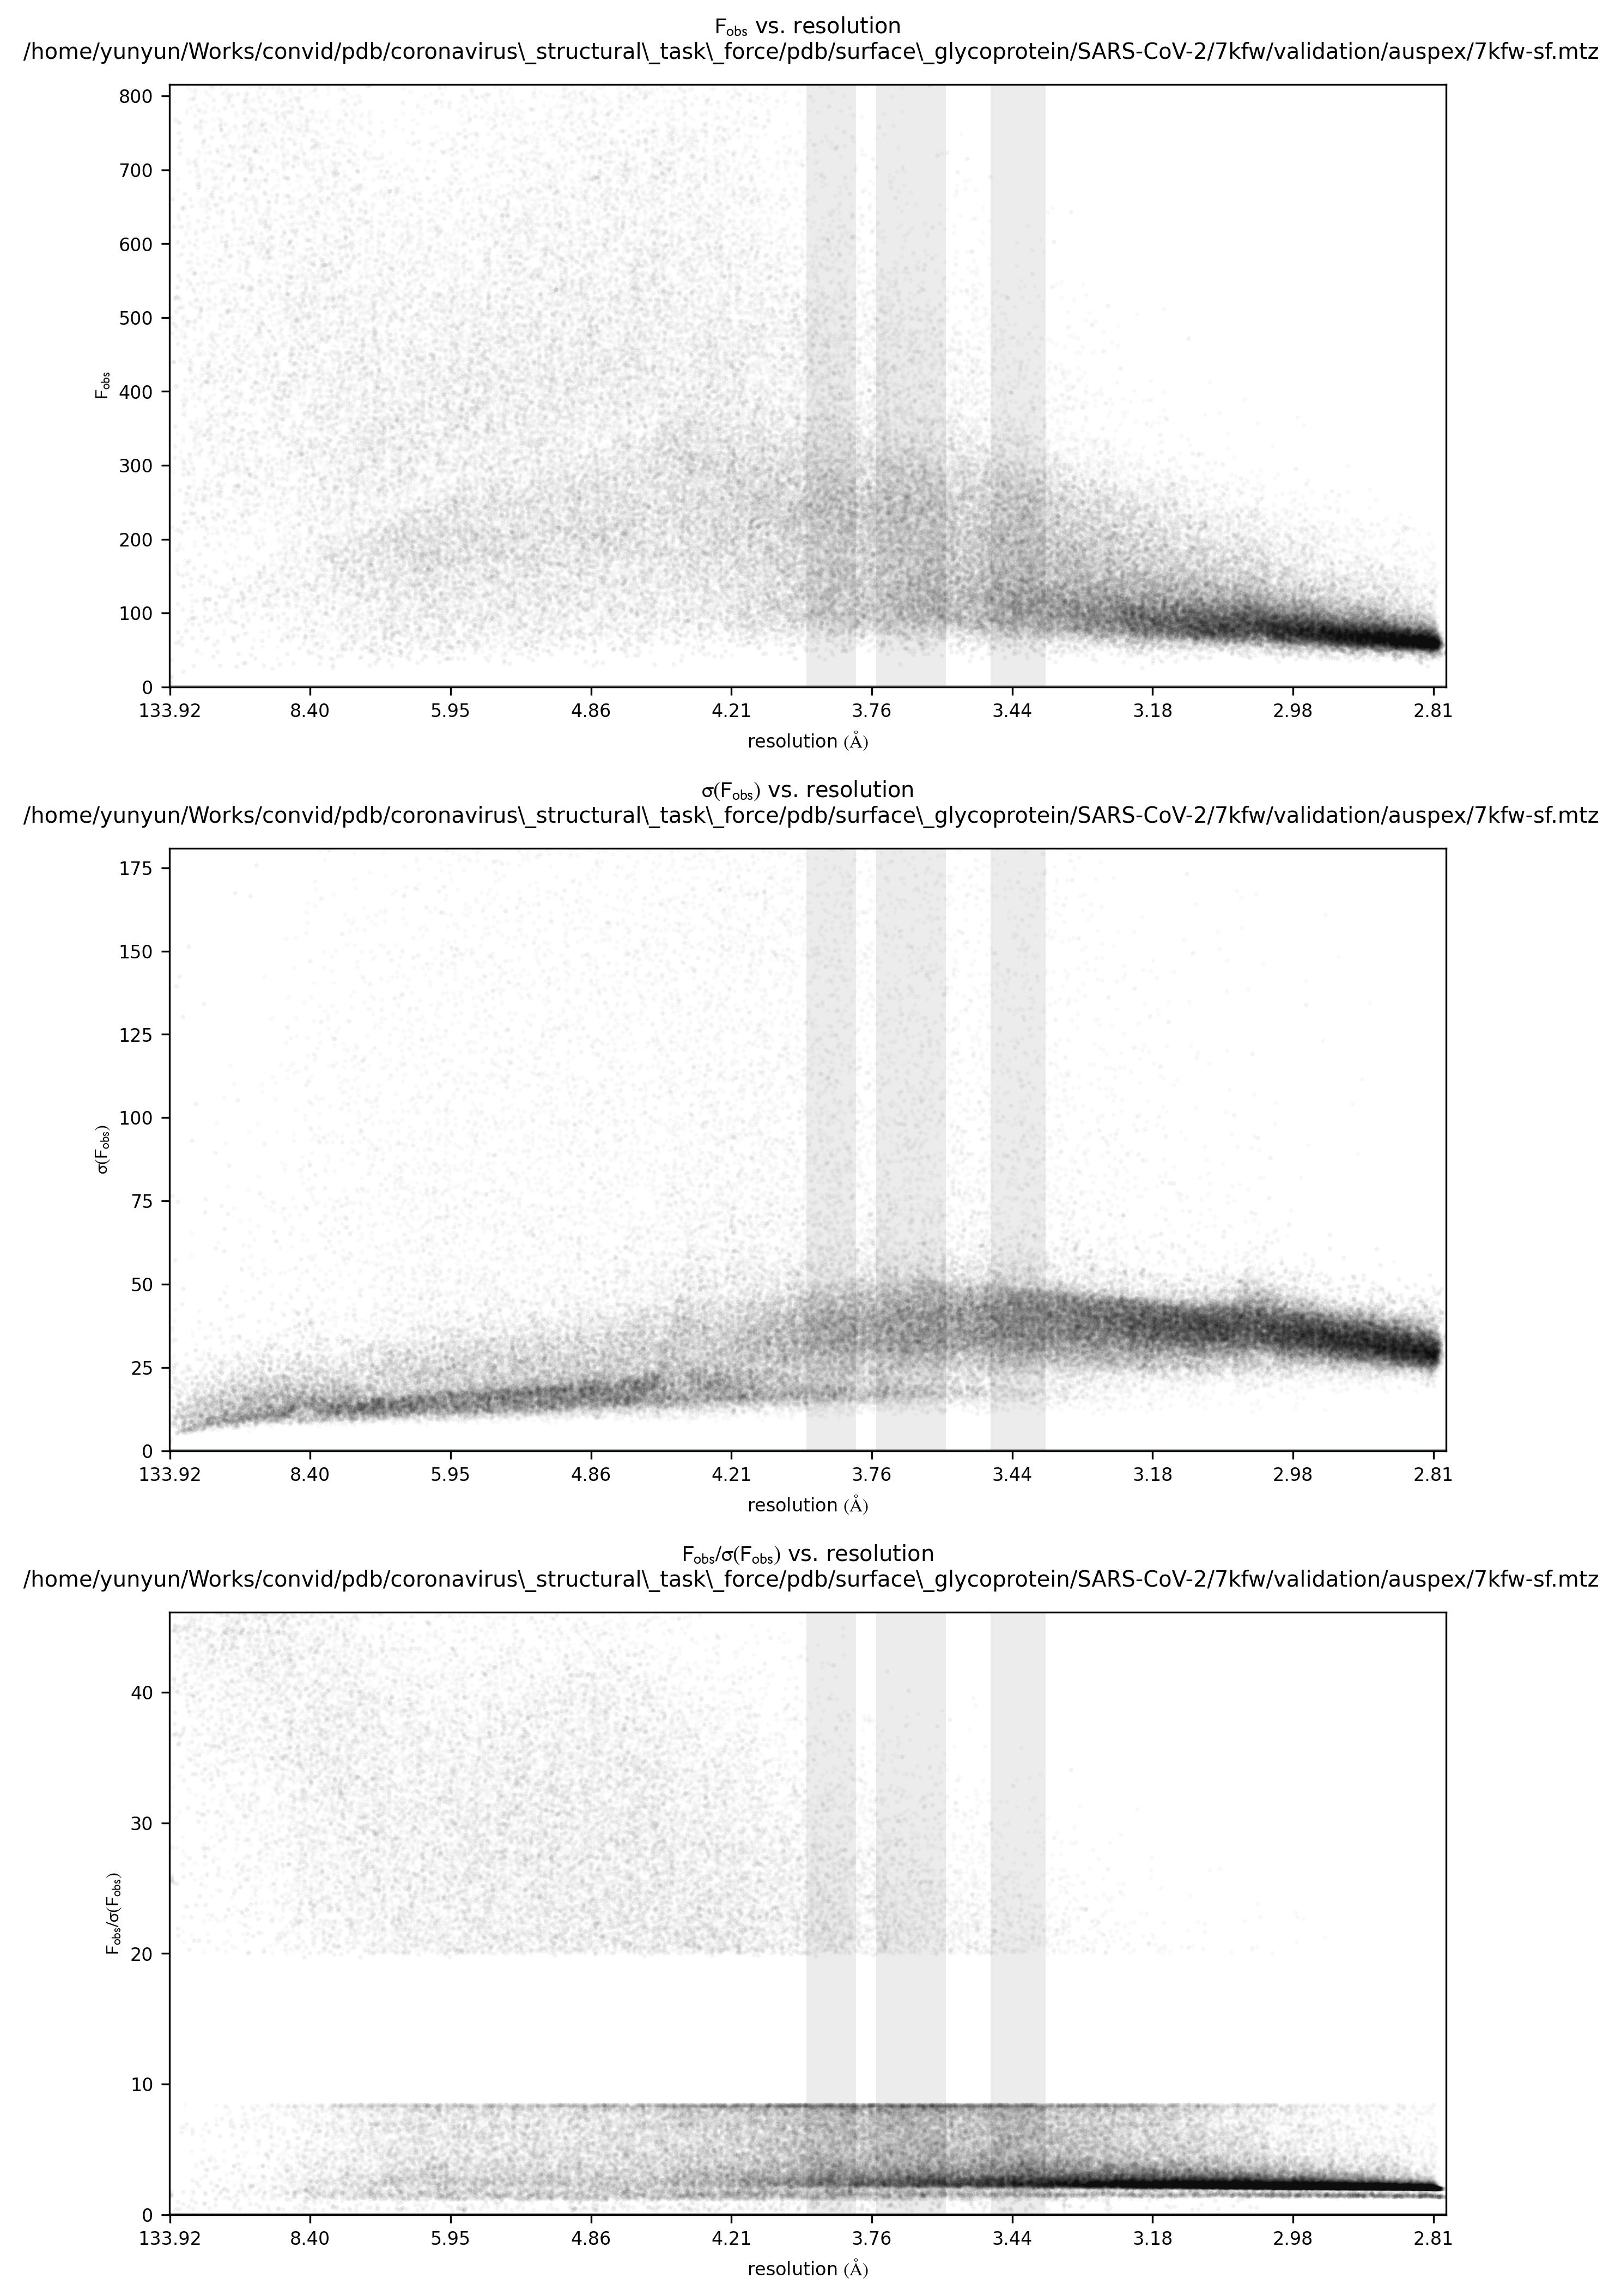 F_obs vs. resolution
/home/yunyun/Works/convid/pdb/coronavirus\_structural\_task\_force/pdb/surface\_glycoprotein/SARS-CoV-2/7kfw/validation/auspex/7kfw-sf.mtz
800
700
600
500
400
300
200
100
0
F_obs
133.92 8.40 5.95 4.86 4.21 3.76 3.44 3.18 2.98 2.81
resolution (Å)
σ(F_obs) vs. resolution
/home/yunyun/Works/convid/pdb/coronavirus\_structural\_task\_force/pdb/surface\_glycoprotein/SARS-CoV-2/7kfw/validation/auspex/7kfw-sf.mtz
175
150
125
100
75
50
25
0
σ(F_obs)
133.92 8.40 5.95 4.86 4.21 3.76 3.44 3.18 2.98 2.81
resolution (Å)
F_obs/σ(F_obs) vs. resolution
/home/yunyun/Works/convid/pdb/coronavirus\_structural\_task\_force/pdb/surface\_glycoprotein/SARS-CoV-2/7kfw/validation/auspex/7kfw-sf.mtz
40
30
20
10
0
F_obs/σ(F_obs)
133.92 8.40 5.95 4.86 4.21 3.76 3.44 3.18 2.98 2.81
resolution (Å)